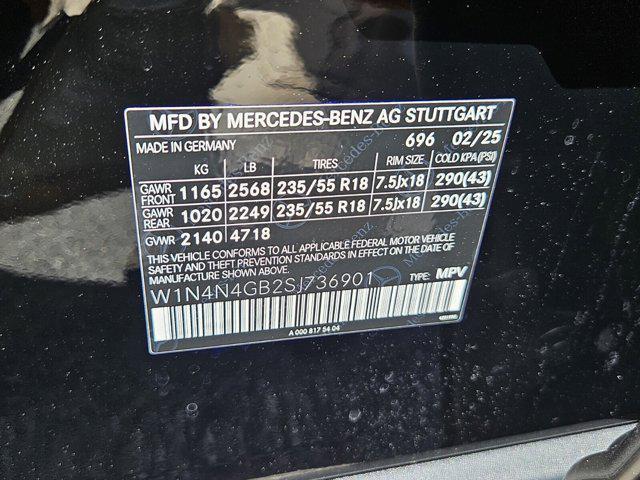 MFD BY MERCEDES-BENZ AG STUTTGART
MADE IN GERMANY 696 02/25
KG LB TIRES RIM SIZE COLD KPA(PSI)
GAWR FRONT 1165 2568 235/55 R18 7.5Jx18 290(43)
GAWR REAR 1020 2249 235/55 R18 7.5Jx18 290(43)
GVWR 2140 4718
THIS VEHICLE CONFORMS TO ALL APPLICABLE FEDERAL MOTOR VEHICLE
SAFETY AND THEFT PREVENTION STANDARDS IN EFFECT ON THE DATE OF
MANUFACTURE SHOWN ABOVE.
W1N4N4GB2SJ736901 TYPE: MPV
A 000 817 54 04